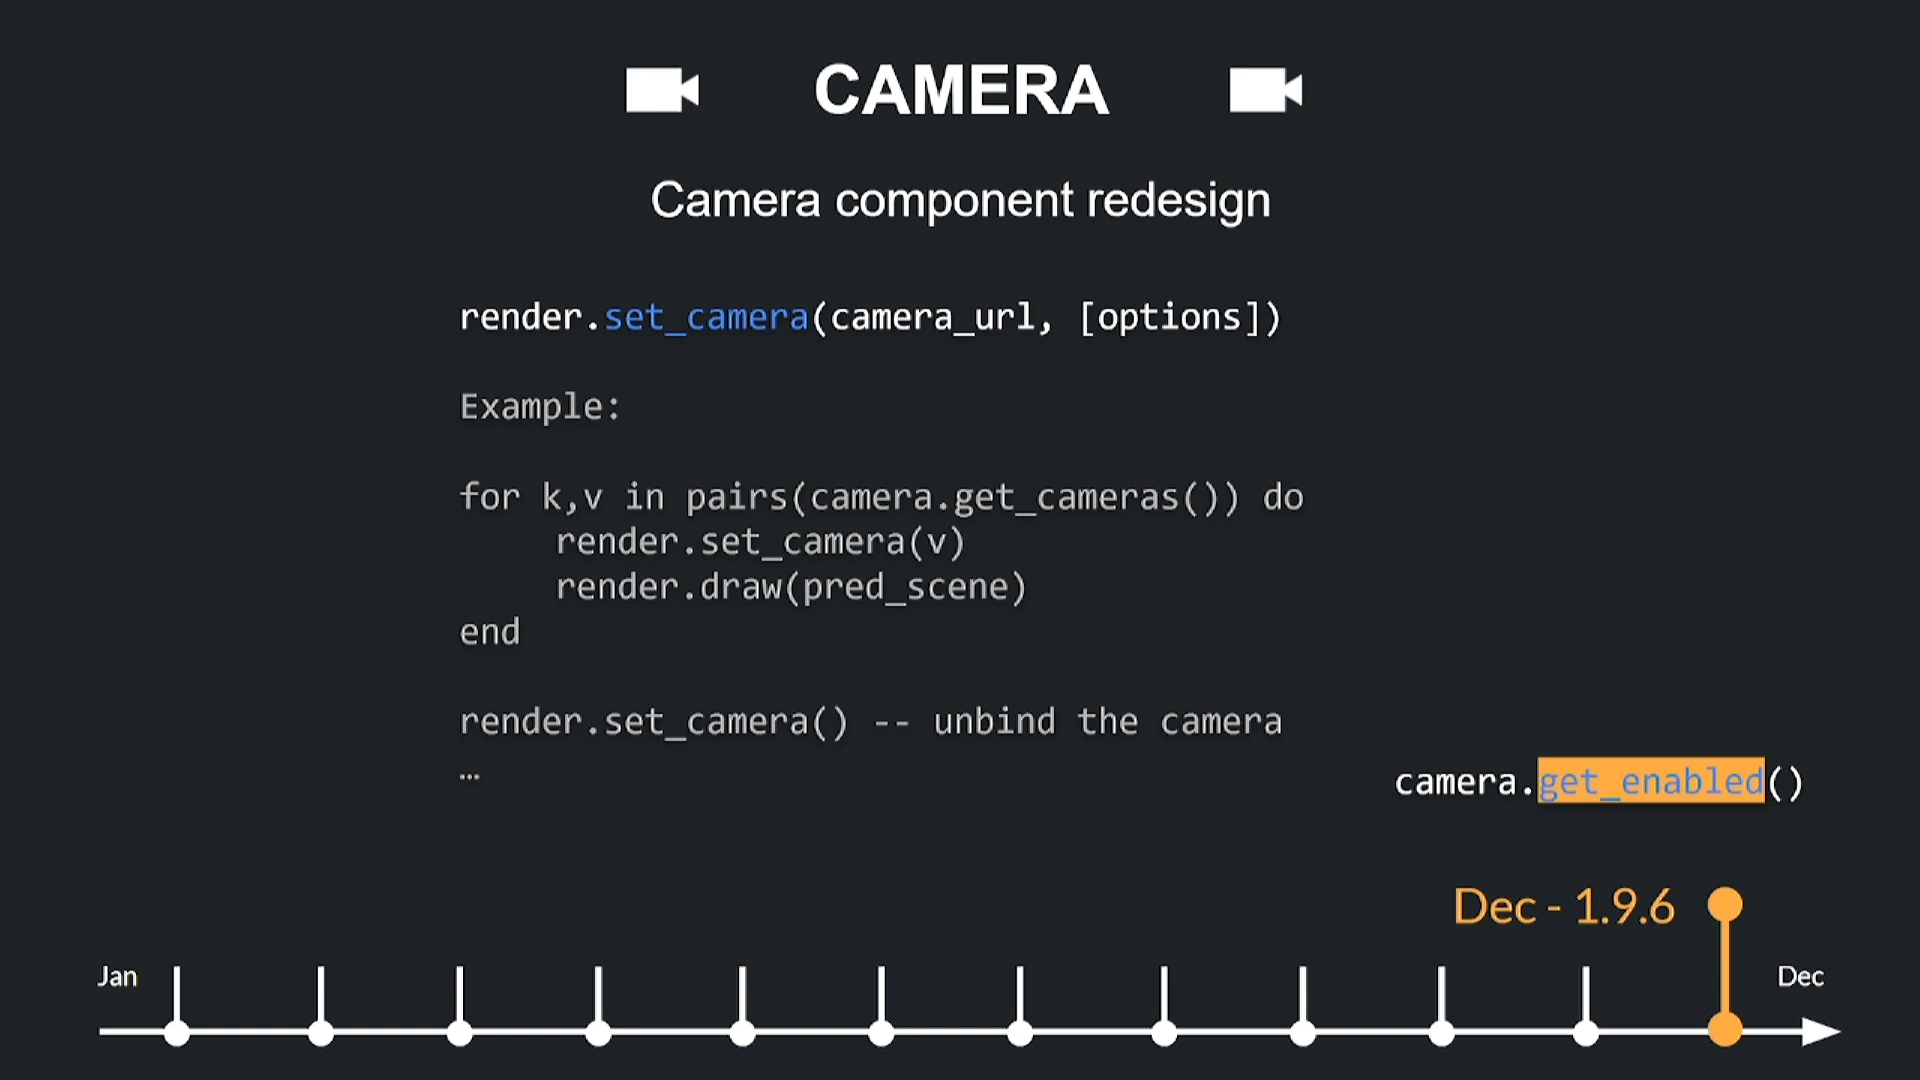 CAMERA
Camera component redesign
render.set_camera(camera_url, [options])
Example:
for k,v in pairs(camera.get_cameras()) do
render.set_camera(v)
render.draw(pred_scene)
end
render.set_camera() -- unbind the camera
…
camera.get_enabled()
Dec - 1.9.6
Jan
Dec